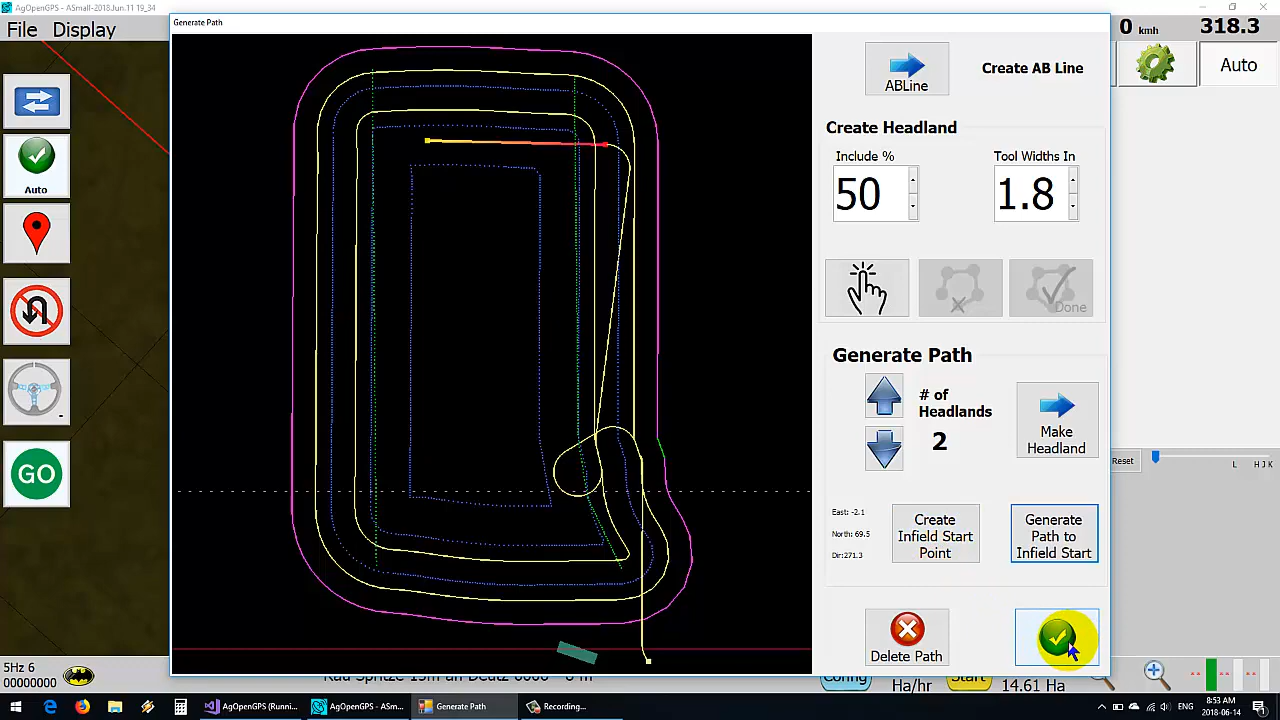 AgOpenGPS - ASmall-2018Jun.11 19_34
File Display
Generate Path
0 kmh
318.3
Auto
Auto
GO
ABLine
Create AB Line
Create Headland
Include %
Tool Widths In
50
1.8
Done
Generate Path
# of
Headlands
2
Make
Headland
Reset
L H J K
East: -2.1
North: 69.5
Dir:271.3
Create
Infield Start
Point
Generate
Path to
Infield Start
Delete Path
5Hz 6
00000000
Config
Ha/hr
Start
14.61 Ha
AgOpenGPS (Runni...
AgOpenGPS - ASm...
Generate Path
Recording...
ENG
8:53 AM
2018-06-14